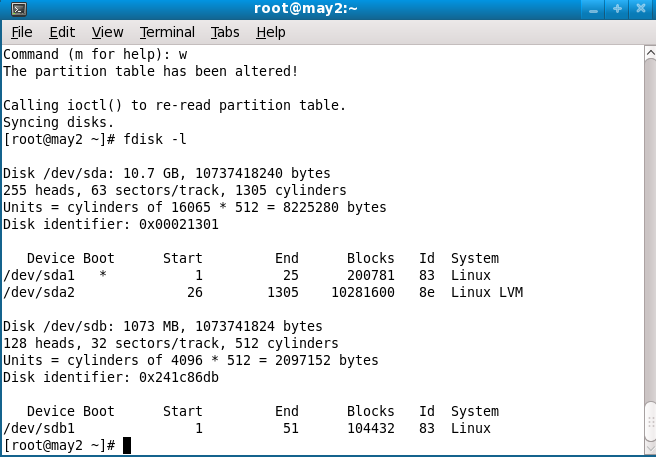 root@may2:~
File Edit View Terminal Tabs Help
Command (m for help): w
The partition table has been altered!

Calling ioctl() to re-read partition table.
Syncing disks.
[root@may2 ~]# fdisk -l

Disk /dev/sda: 10.7 GB, 10737418240 bytes
255 heads, 63 sectors/track, 1305 cylinders
Units = cylinders of 16065 * 512 = 8225280 bytes
Disk identifier: 0x00021301

   Device Boot      Start         End      Blocks   Id  System
/dev/sda1   *           1          25      200781   83  Linux
/dev/sda2              26        1305    10281600   8e  Linux LVM

Disk /dev/sdb: 1073 MB, 1073741824 bytes
128 heads, 32 sectors/track, 512 cylinders
Units = cylinders of 4096 * 512 = 2097152 bytes
Disk identifier: 0x241c86db

   Device Boot      Start         End      Blocks   Id  System
/dev/sdb1               1          51      104432   83  Linux
[root@may2 ~]#